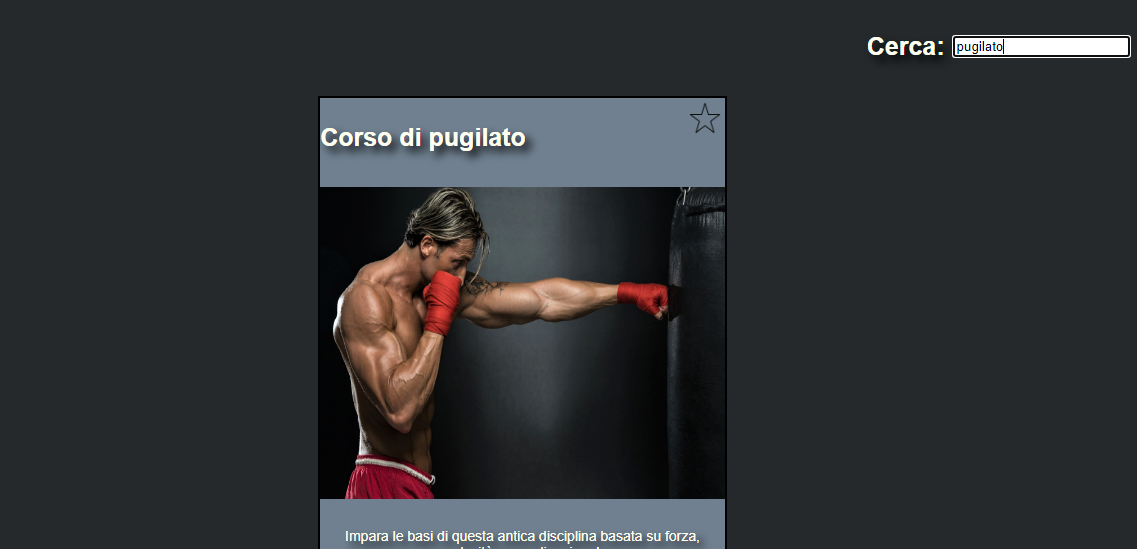 Cerca: pugilato
Corso di pugilato
Impara le basi di questa antica disciplina basata su forza,